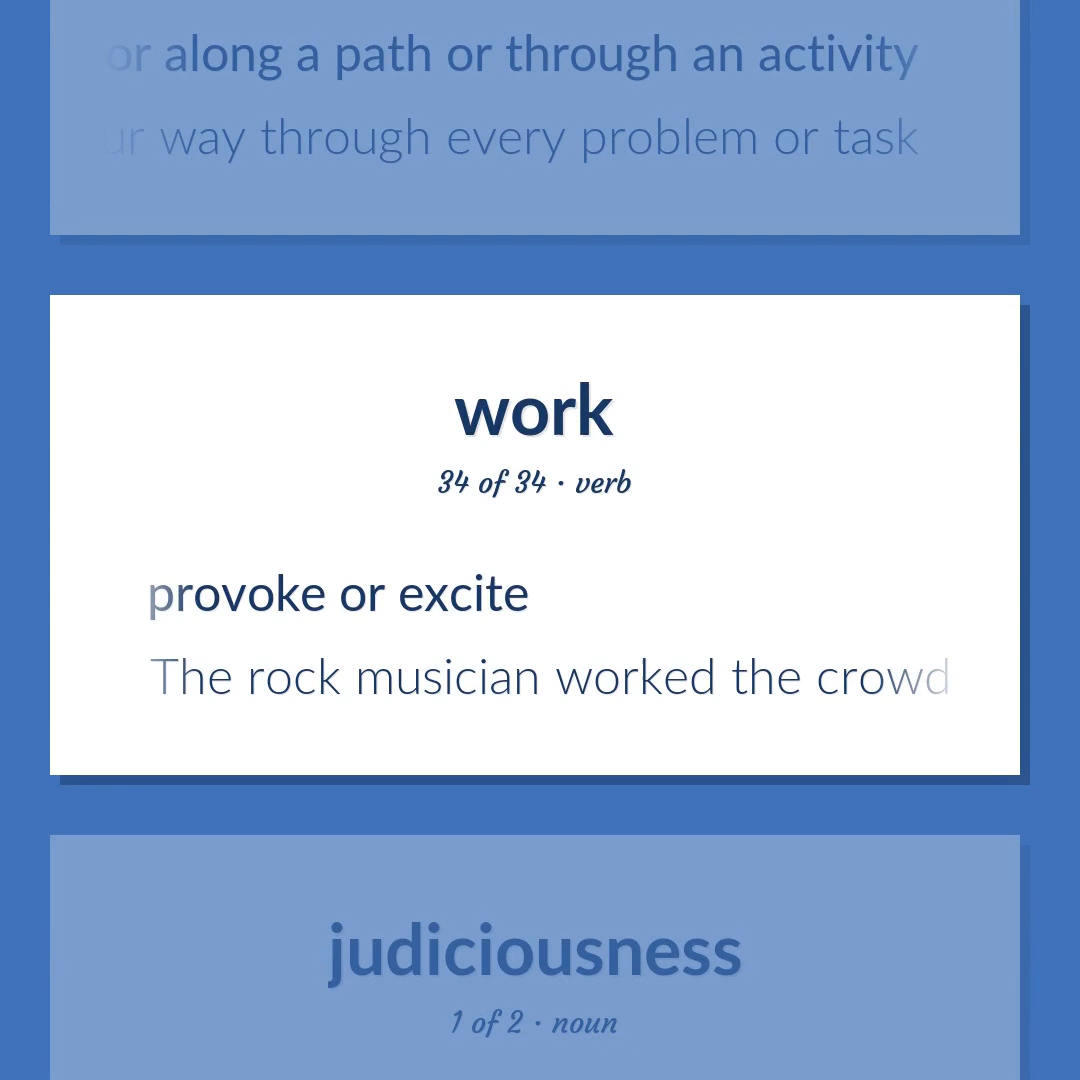 or along a path or through an activity
way through every problem or task
work
34 of 34 · verb
provoke or excite
The rock musician worked the crowd
judiciousness
1 of 2 · noun